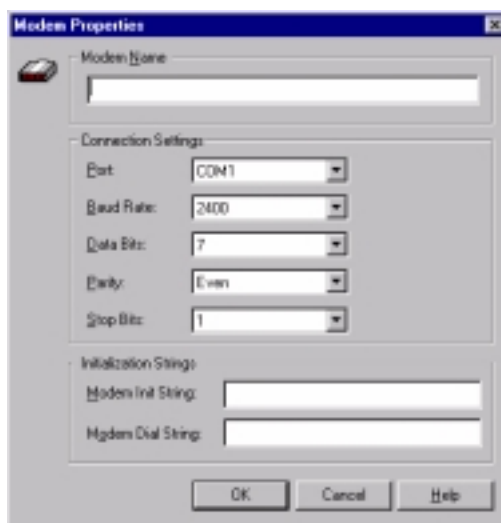 Modem Properties
Modem Name
Connection Settings
Port: COM1
Baud Rate: 2400
Data Bits: 7
Parity: Even
Stop Bits: 1
Initialization Strings
Modem Init String:
Modem Dial String:
OK Cancel Help